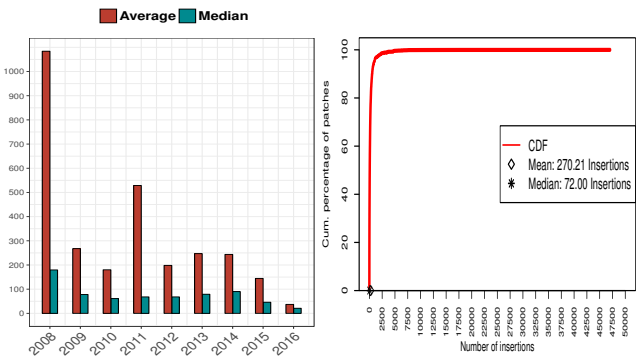 Average Median
1000
900
800
700
600
500
400
300
200
100
0
2008 2009 2010 2011 2012 2013 2014 2015 2016
Cum. percentage of patches
100
80
60
40
20
0
CDF
Mean: 270.21 Insertions
Median: 72.00 Insertions
0 2500 5000 7500 10000 12500 15000 17500 20000 22500 25000 27500 30000 32500 35000 37500 40000 42500 45000 47500 50000
Number of insertions